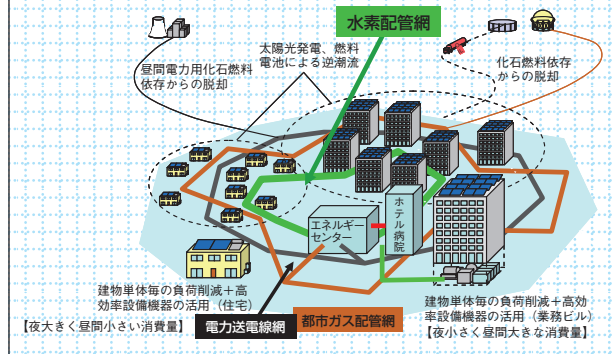 水素配管網
太陽光発電、燃料
電池による逆潮流
昼間電力用化石燃料
依存からの脱却
化石燃料依存
からの脱却
エネルギー
センター
ホテル
病院
建物単体毎の負荷削減＋高
効率設備機器の活用（住宅）
【夜大きく昼間小さい消費量】
電力送電線網
都市ガス配管網
建物単体毎の負荷削減＋高効
率設備機器の活用（業務ビル）
【夜小さく昼間大きな消費量】